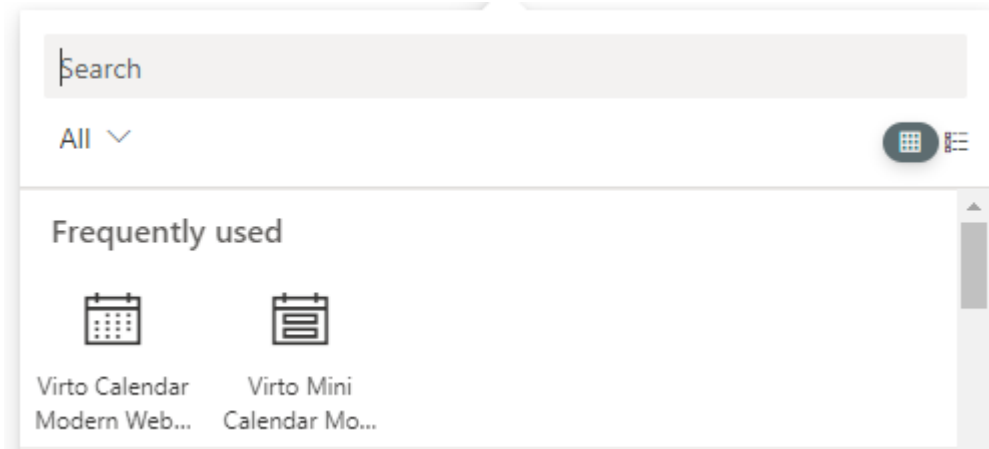 Search
All
Frequently used
Virto Calendar
Modern Web...
Virto Mini
Calendar Mo...